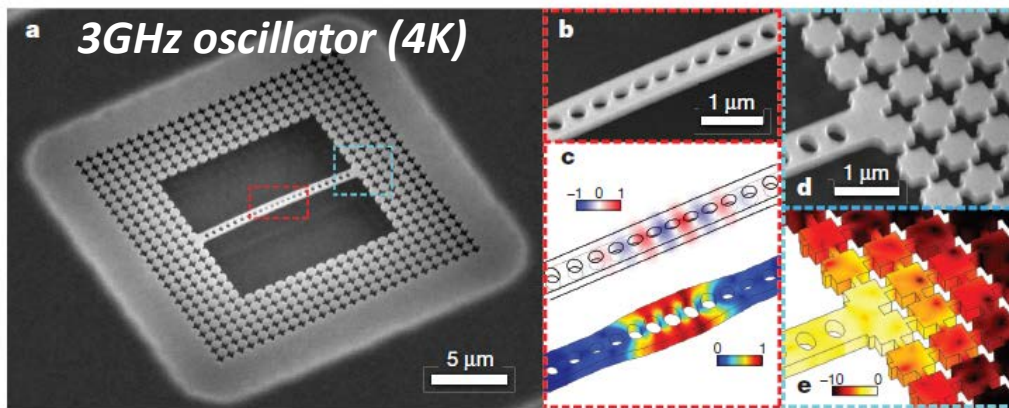 a 3GHz oscillator (4K)
5 μm
b
1 μm
c
−1 0 1
0 1
d
1 μm
e
−10 0